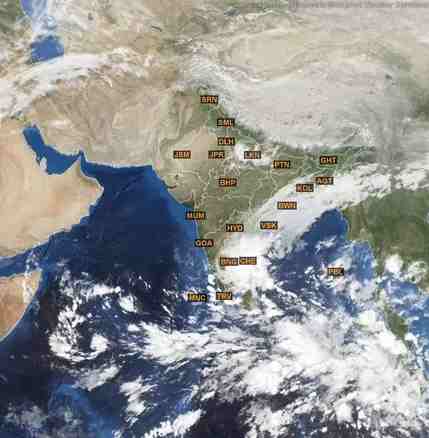 SRN
SML
DLH
JSM
JPR
LKN
PTN
GHT
BHP
AGT
KOL
MUM
BWN
HYD
VSK
GOA
BNG
CHE
PBL
MNC
TRV